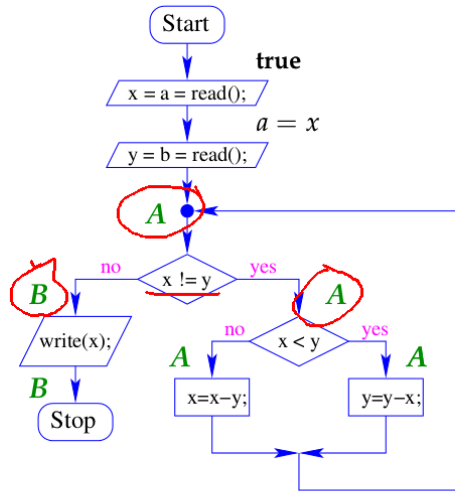 Start
true
x = a = read();
a = x
y = b = read();
A
no
x != y
yes
B
A
write(x);
no
x < y
yes
B
A
A
x=x−y;
y=y−x;
Stop